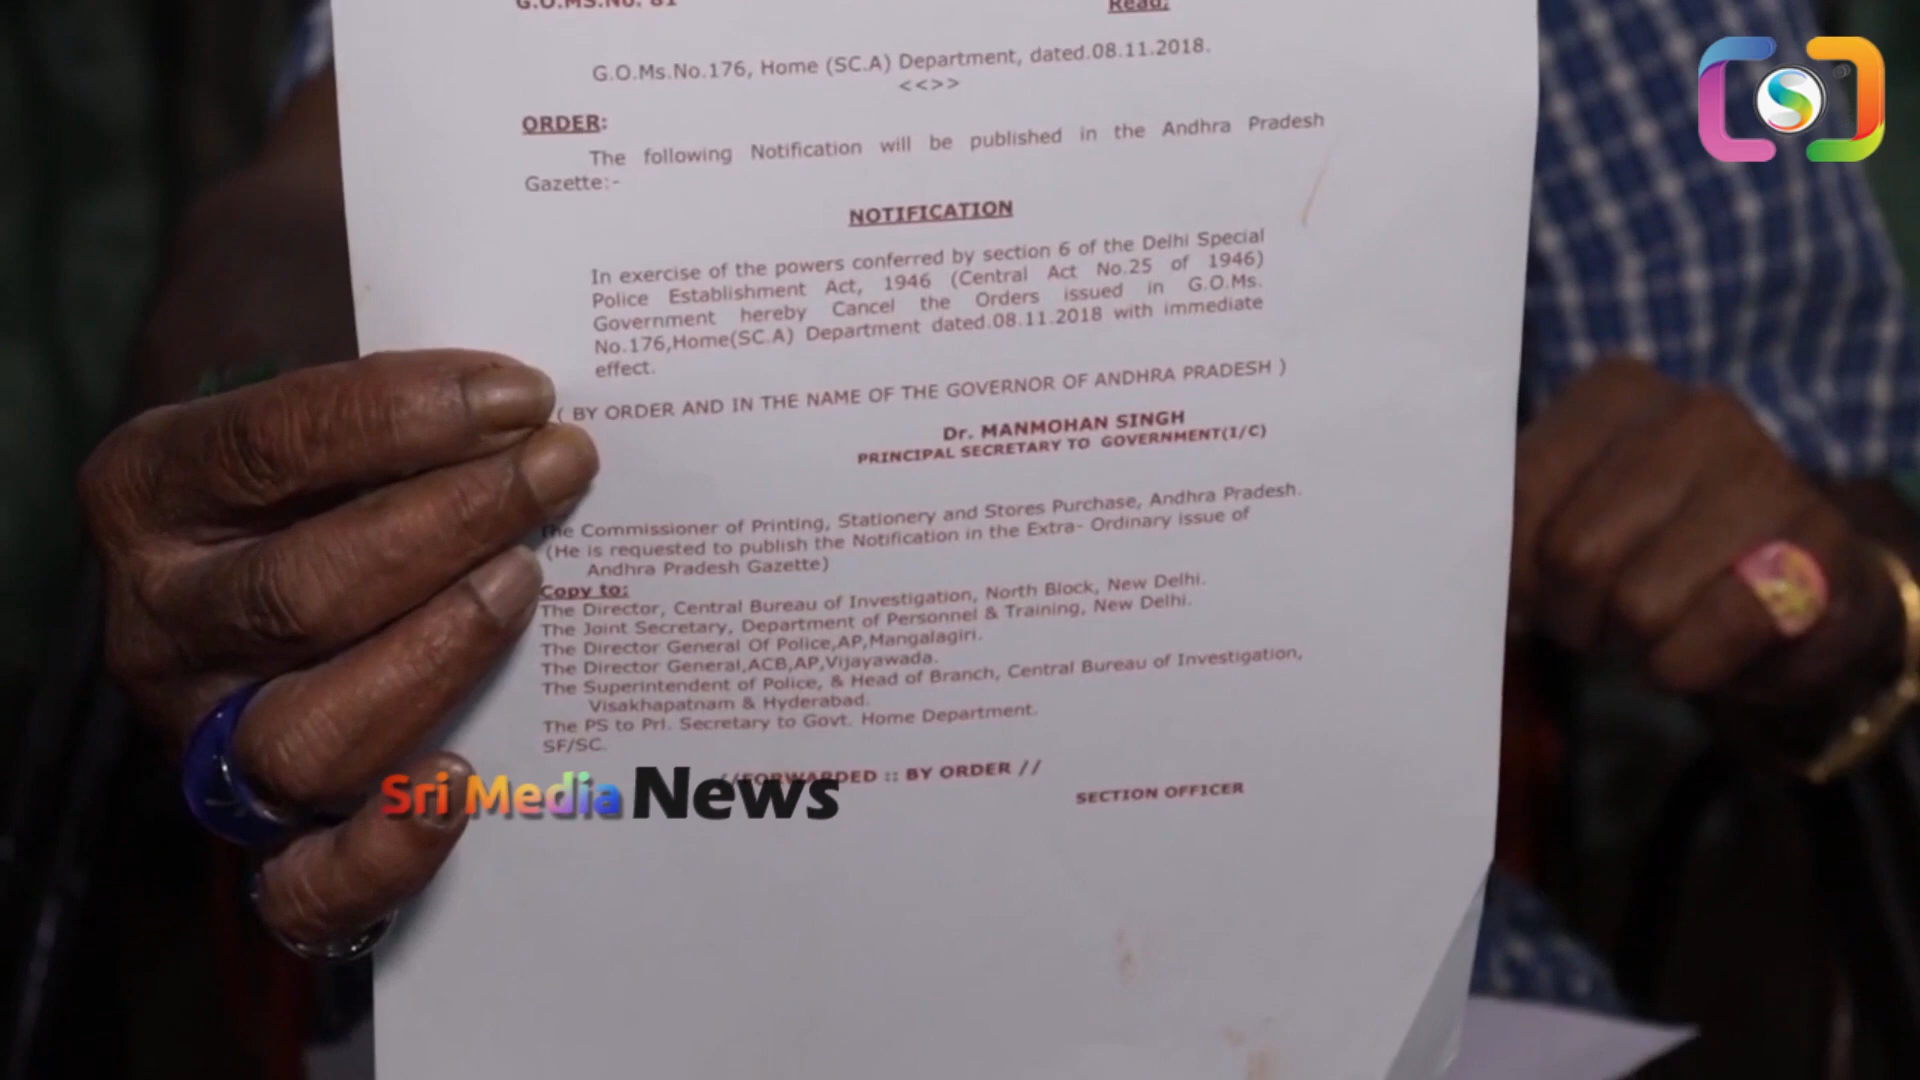 G.O.MS.No. 81
Read:
G.O.Ms.No.176, Home (SC.A) Department, dated.08.11.2018.
<<>>
ORDER:
The following Notification will be published in the Andhra Pradesh
Gazette:-
NOTIFICATION
In exercise of the powers conferred by section 6 of the Delhi Special
Police Establishment Act, 1946 (Central Act No.25 of 1946)
Government hereby Cancel the Orders issued in G.O.Ms.
No.176,Home(SC.A) Department dated.08.11.2018 with immediate
effect.
( BY ORDER AND IN THE NAME OF THE GOVERNOR OF ANDHRA PRADESH )
Dr. MANMOHAN SINGH
PRINCIPAL SECRETARY TO GOVERNMENT(I/C)
The Commissioner of Printing, Stationery and Stores Purchase, Andhra Pradesh.
(He is requested to publish the Notification in the Extra- Ordinary issue of
Andhra Pradesh Gazette)
Copy to:
The Director, Central Bureau of Investigation, North Block, New Delhi.
The Joint Secretary, Department of Personnel & Training, New Delhi.
The Director General Of Police,AP,Mangalagiri.
The Director General,ACB,AP,Vijayawada.
The Superintendent of Police, & Head of Branch, Central Bureau of Investigation,
Visakhapatnam & Hyderabad.
The PS to Prl. Secretary to Govt. Home Department.
SF/SC.
//FORWARDED :: BY ORDER //
SECTION OFFICER
Sri Media News
S